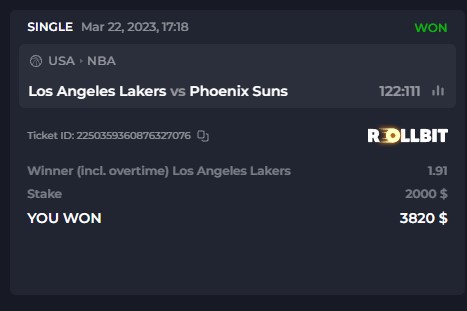 SINGLE Mar 22, 2023, 17:18 WON
USA · NBA
Los Angeles Lakers vs Phoenix Suns 122:111
Ticket ID: 2250359360876327076 ROLLBIT
Winner (incl. overtime) Los Angeles Lakers 1.91
Stake 2000 $
YOU WON 3820 $